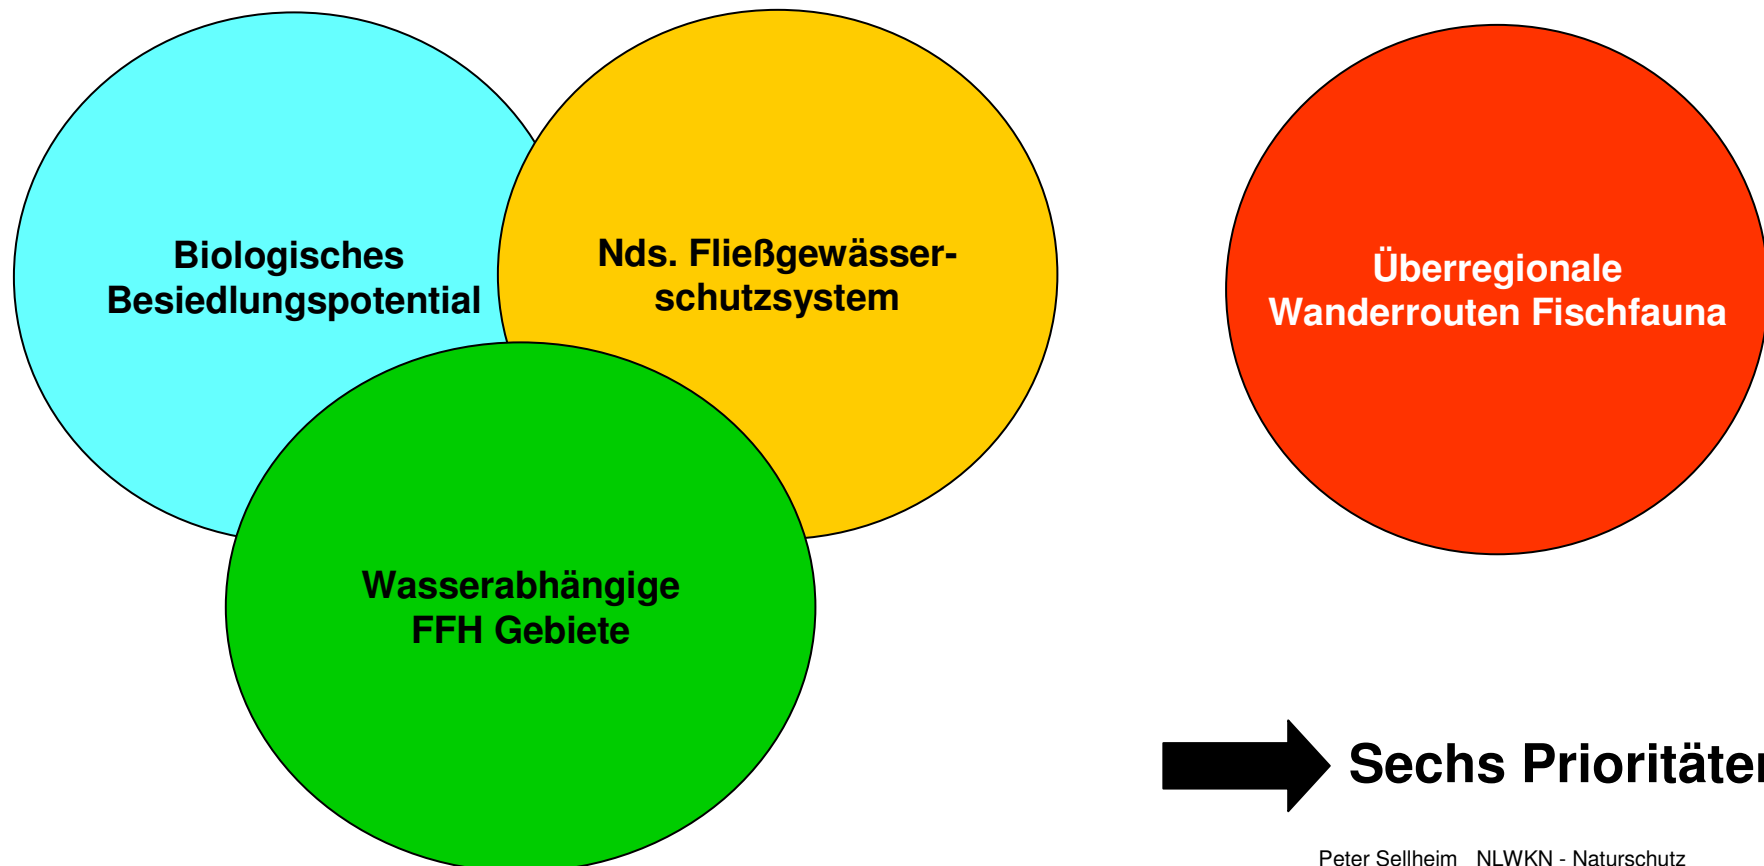 Biologisches
Besiedlungspotential
Nds. Fließgewässer-
schutzsystem
Überregionale
Wanderrouten Fischfauna
Wasserabhängige
FFH Gebiete
Sechs Prioritäten
Peter Sellheim NLWKN - Naturschutz